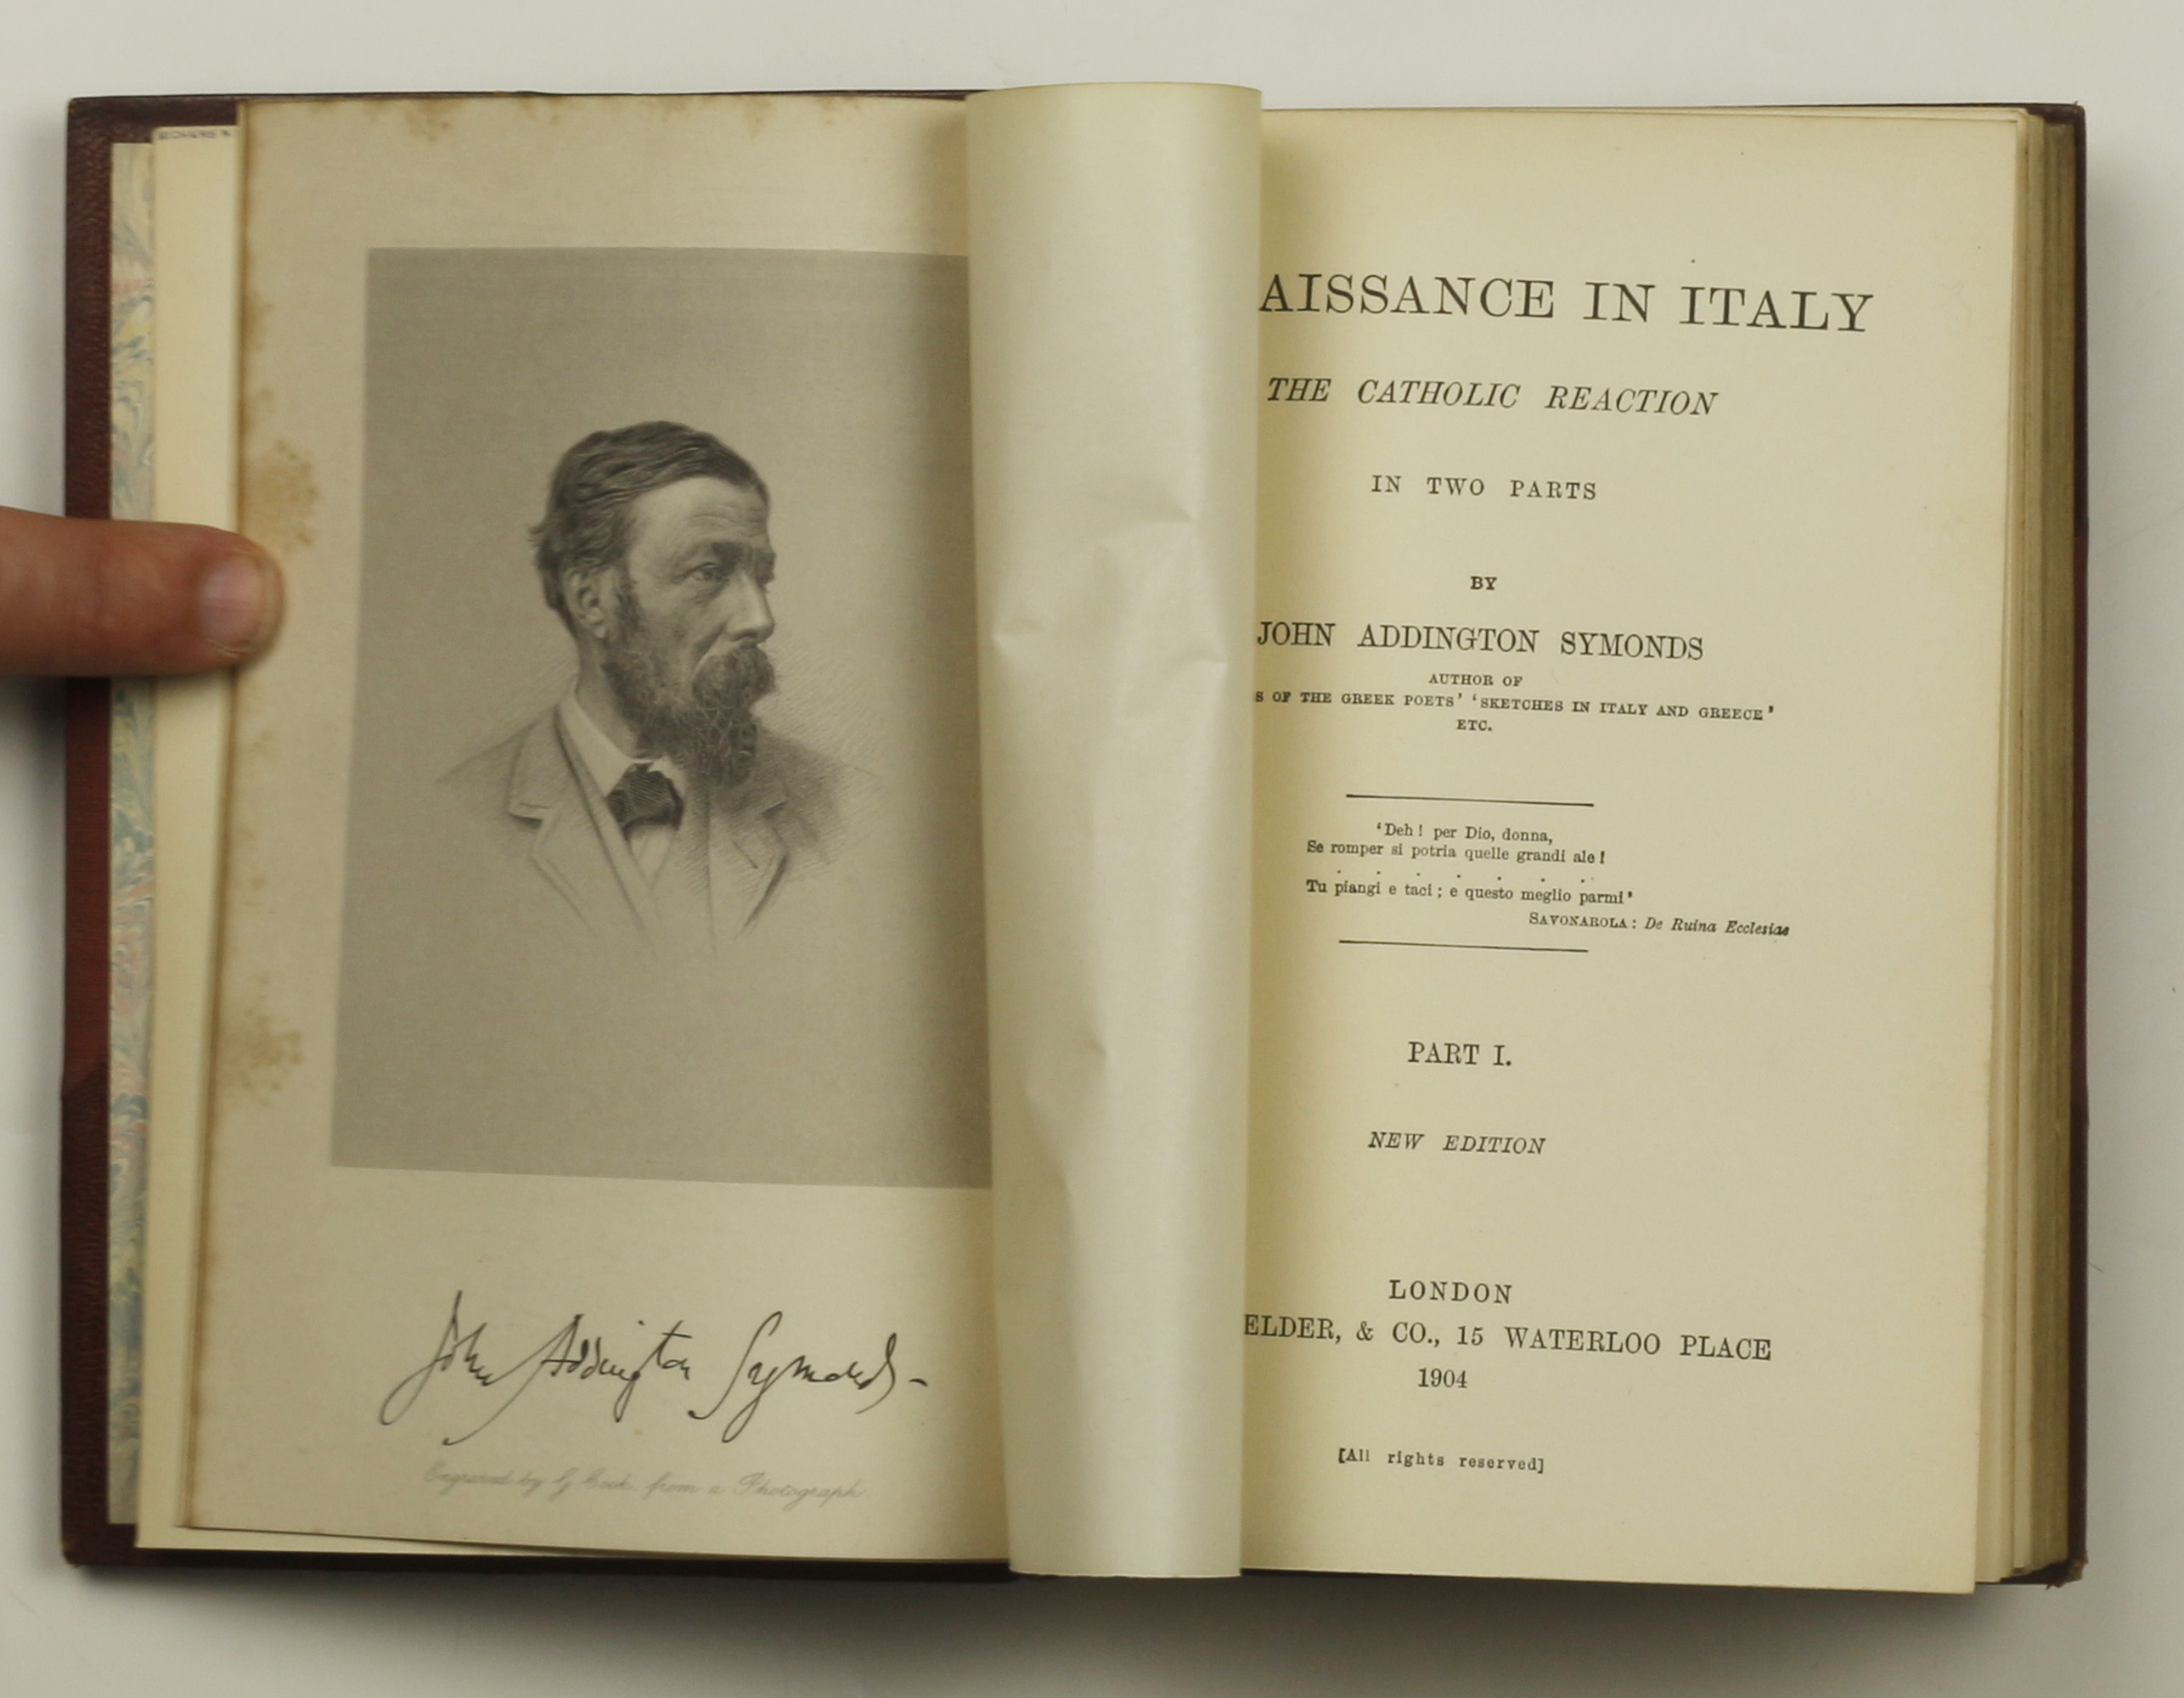 John Addington Symonds
Engraved by G Cook from a Photograph
AISSANCE IN ITALY
THE CATHOLIC REACTION
IN TWO PARTS
BY
JOHN ADDINGTON SYMONDS
AUTHOR OF
S OF THE GREEK POETS' 'SKETCHES IN ITALY AND GREECE'
ETC.
'Deh! per Dio, donna,
Se romper si potria quelle grandi ale!
. . . . . . .
Tu piangi e taci; e questo meglio parmi'
SAVONAROLA: De Ruina Ecclesiae
PART I.
NEW EDITION
LONDON
ELDER, & CO., 15 WATERLOO PLACE
1904
[All rights reserved]